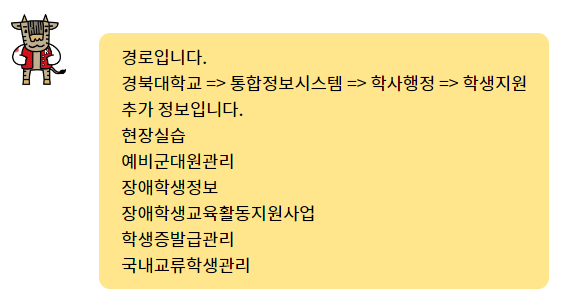 경로입니다.
경북대학교 => 통합정보시스템 => 학사행정 => 학생지원
추가 정보입니다.
현장실습
예비군대원관리
장애학생정보
장애학생교육활동지원사업
학생증발급관리
국내교류학생관리